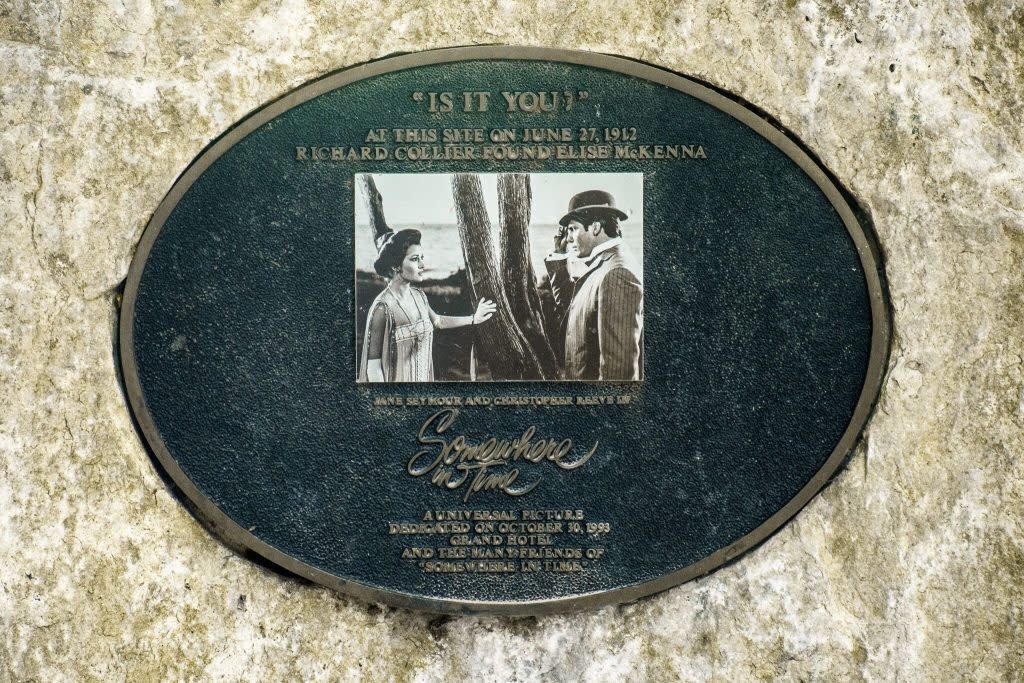 "IS IT YOU?"
AT THIS SITE ON JUNE 27, 1912
RICHARD COLLIER FOUND ELISE McKENNA
JANE SEYMOUR AND CHRISTOPHER REEVE IN
Somewhere
in Time
A UNIVERSAL PICTURE
DEDICATED ON OCTOBER 30, 1993
GRAND HOTEL
AND THE MANY FRIENDS OF
"SOMEWHERE IN TIME"